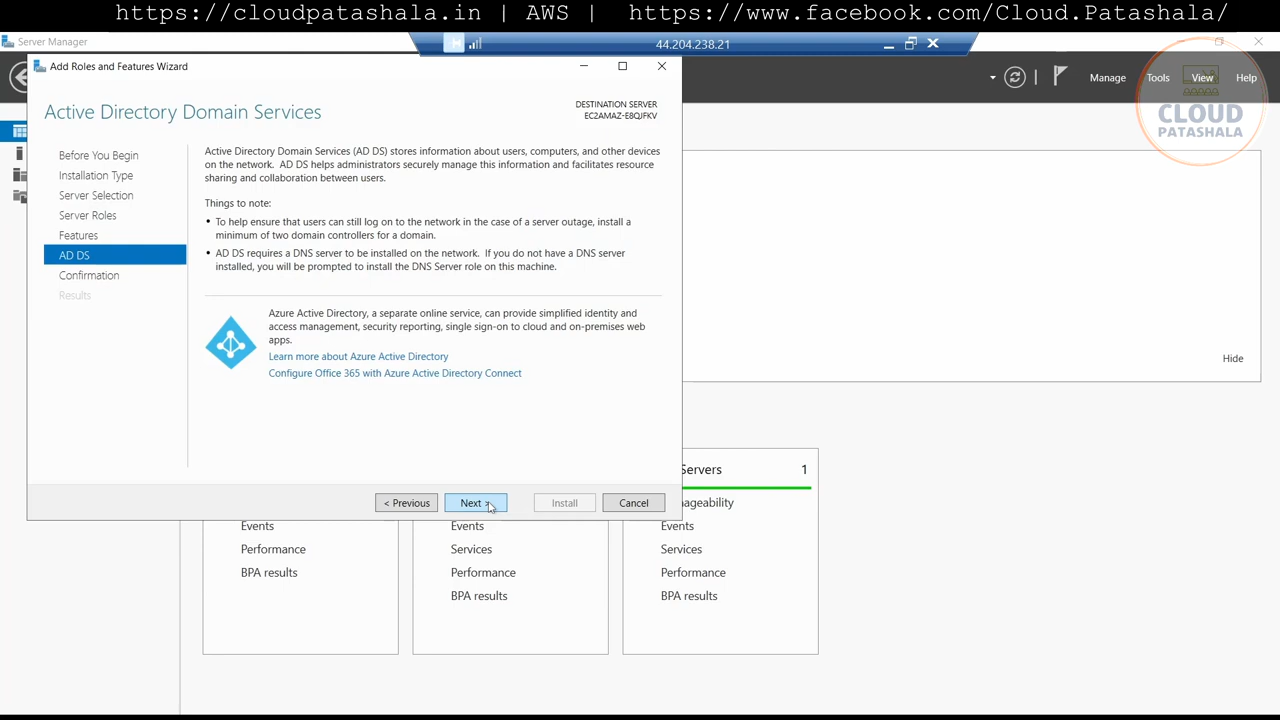 https://cloudpatashala.in | AWS | https://www.facebook.com/Cloud.Patashala/
Server Manager
44.204.238.21
Add Roles and Features Wizard
Manage
Tools
View
Help
CLOUD
PATASHALA
Active Directory Domain Services
DESTINATION SERVER
EC2AMAZ-E8QJFKV
Before You Begin
Installation Type
Server Selection
Server Roles
Features
AD DS
Confirmation
Results
Active Directory Domain Services (AD DS) stores information about users, computers, and other devices
on the network. AD DS helps administrators securely manage this information and facilitates resource
sharing and collaboration between users.
Things to note:
• To help ensure that users can still log on to the network in the case of a server outage, install a
minimum of two domain controllers for a domain.
• AD DS requires a DNS server to be installed on the network. If you do not have a DNS server
installed, you will be prompted to install the DNS Server role on this machine.
Azure Active Directory, a separate online service, can provide simplified identity and
access management, security reporting, single sign-on to cloud and on-premises web
apps.
Learn more about Azure Active Directory
Configure Office 365 with Azure Active Directory Connect
Hide
< Previous
Next >
Install
Cancel
Servers 1
nageability
Events
Performance
BPA results
Events
Services
Performance
BPA results
Events
Services
Performance
BPA results